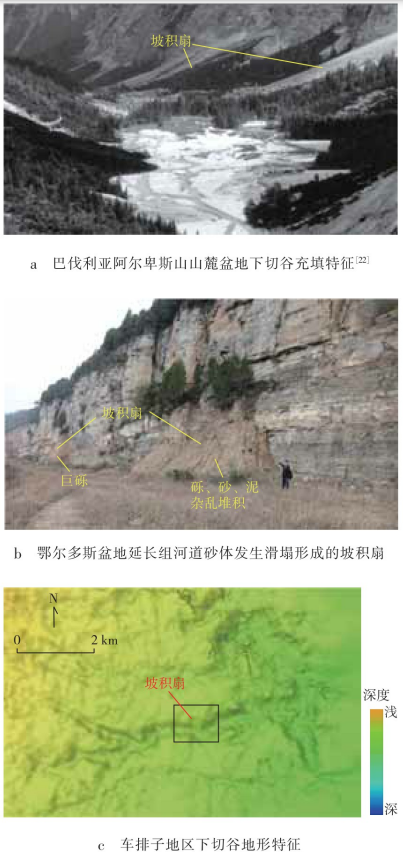 坡积扇
a 巴伐利亚阿尔卑斯山山麓盆地下切谷充填特征[22]
坡积扇
巨砾
砾、砂、泥
杂乱堆积
b 鄂尔多斯盆地延长组河道砂体发生滑塌形成的坡积扇
N
0 2 km
坡积扇
深度
浅
深
c 车排子地区下切谷地形特征